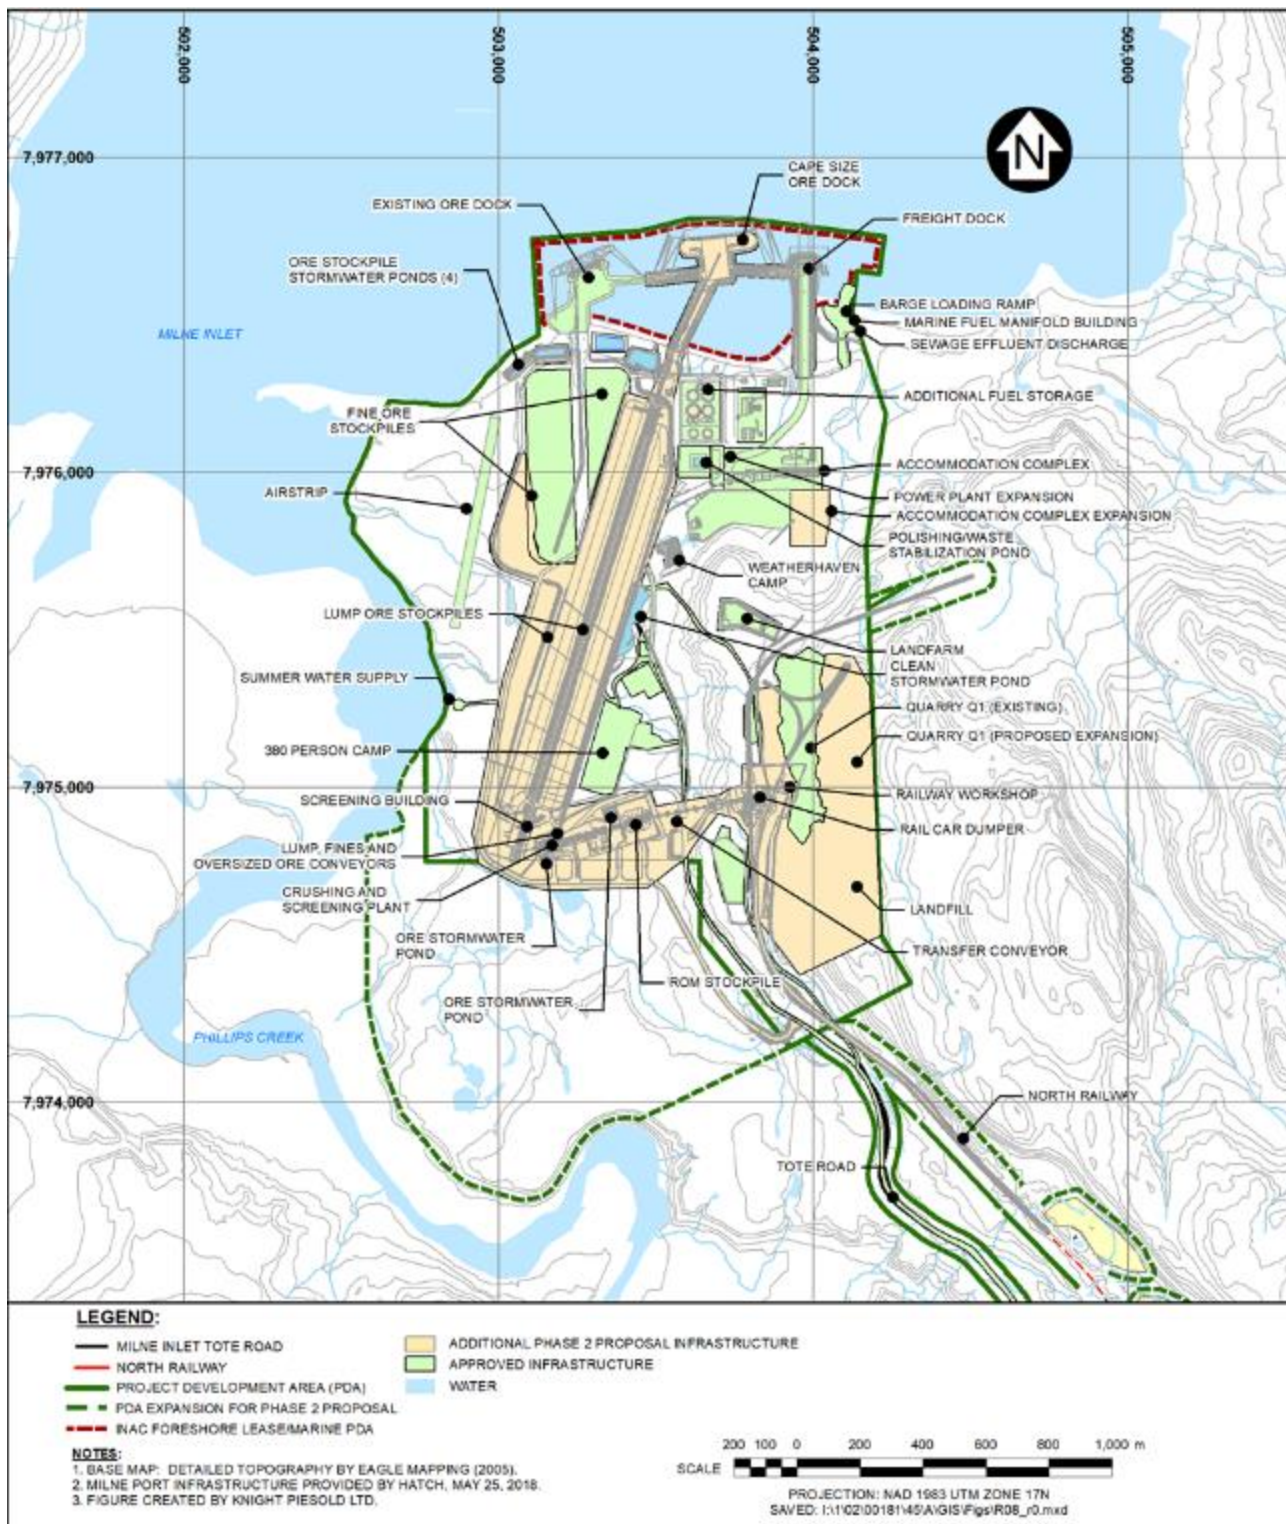 502,000
503,000
504,000
505,000
N
7,977,000
CAPE SIZE
ORE DOCK
EXISTING ORE DOCK
FREIGHT DOCK
ORE STOCKPILE
STORMWATER PONDS (4)
BARGE LOADING RAMP
MILNE INLET
MARINE FUEL MANIFOLD BUILDING
SEWAGE EFFLUENT DISCHARGE
ADDITIONAL FUEL STORAGE
FINE ORE
STOCKPILES
7,976,000
ACCOMMODATION COMPLEX
AIRSTRIP
POWER PLANT EXPANSION
ACCOMMODATION COMPLEX EXPANSION
POLISHING/WASTE
STABILIZATION POND
WEATHERHAVEN
CAMP
LUMP ORE STOCKPILES
LANDFARM
CLEAN
STORMWATER POND
SUMMER WATER SUPPLY
QUARRY Q1 (EXISTING)
QUARRY Q1 (PROPOSED EXPANSION)
380 PERSON CAMP
7,975,000
RAILWAY WORKSHOP
SCREENING BUILDING
RAIL CAR DUMPER
LUMP, FINES AND
OVERSIZED ORE CONVEYORS
CRUSHING AND
SCREENING PLANT
LANDFILL
ORE STORMWATER
POND
TRANSFER CONVEYOR
ROM STOCKPILE
ORE STORMWATER
POND
PHILLIPS CREEK
7,974,000
NORTH RAILWAY
TOTE ROAD
LEGEND:
MILNE INLET TOTE ROAD
NORTH RAILWAY
PROJECT DEVELOPMENT AREA (PDA)
PDA EXPANSION FOR PHASE 2 PROPOSAL
INAC FORESHORE LEASE/MARINE PDA
ADDITIONAL PHASE 2 PROPOSAL INFRASTRUCTURE
APPROVED INFRASTRUCTURE
WATER
NOTES:
1. BASE MAP: DETAILED TOPOGRAPHY BY EAGLE MAPPING (2005).
2. MILNE PORT INFRASTRUCTURE PROVIDED BY HATCH, MAY 25, 2018.
3. FIGURE CREATED BY KNIGHT PIESOLD LTD.
200 100 0 200 400 600 800 1,000 m
SCALE
PROJECTION: NAD 1983 UTM ZONE 17N
SAVED: I:\1\02\00181\45\A\GIS\Figs\R08_r0.mxd